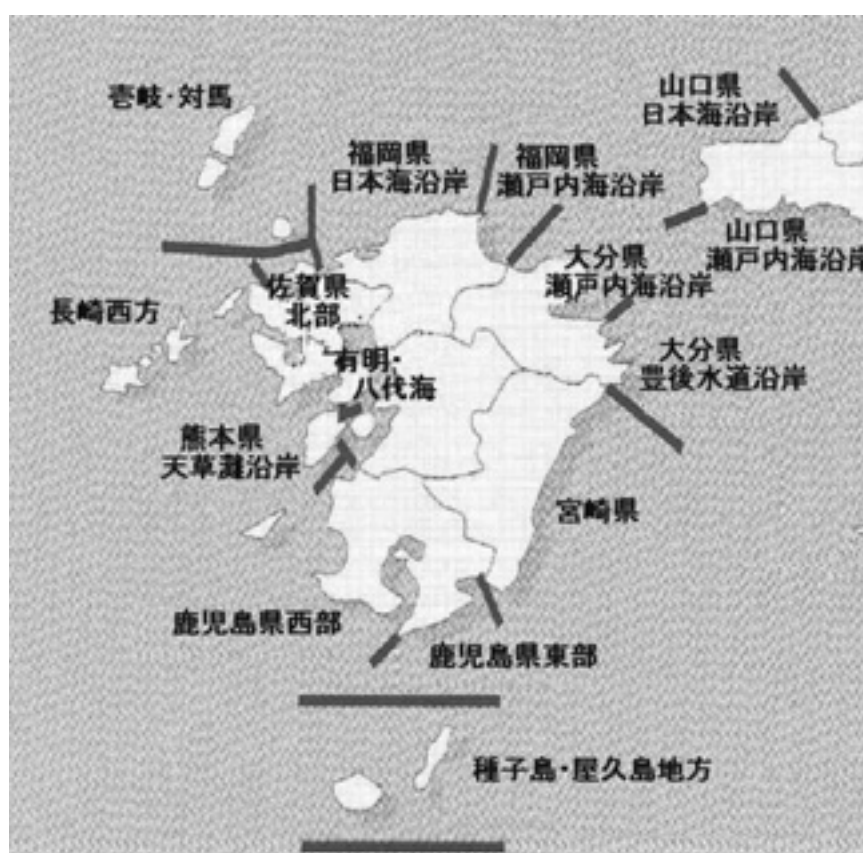 壱岐・対馬
山口県
日本海沿岸
福岡県
日本海沿岸
福岡県
瀬戸内海沿岸
山口県
瀬戸内海沿岸
大分県
瀬戸内海沿岸
佐賀県
北部
長崎西方
有明・
八代海
大分県
豊後水道沿岸
熊本県
天草灘沿岸
宮崎県
鹿児島県西部
鹿児島県東部
種子島・屋久島地方